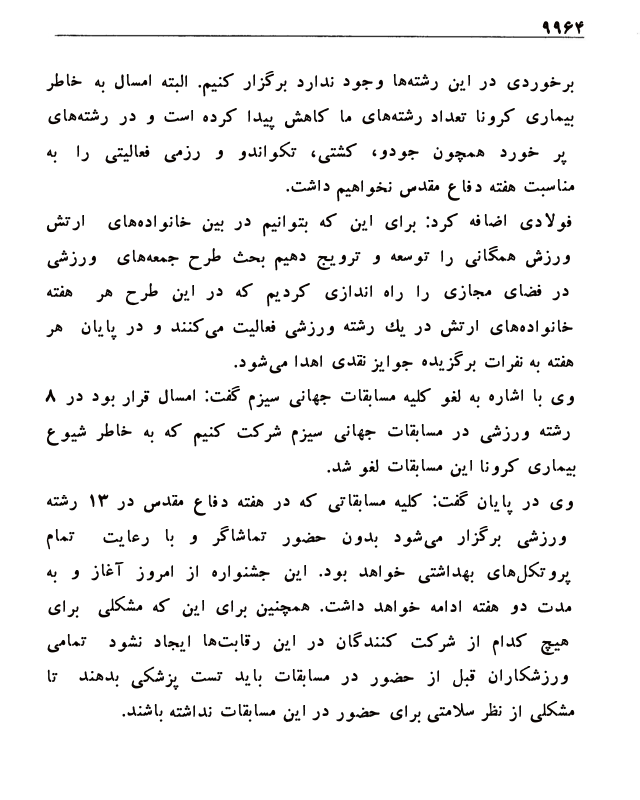 ۹۹۶۴
برخوردی در این رشته‌ها وجود ندارد برگزار کنیم. البته امسال به خاطر
بیماری کرونا تعداد رشته‌های ما کاهش پیدا کرده است و در رشته‌های
پر خورد همچون جودو، کشتی، تکواندو و رزمی فعالیتی را به
مناسبت هفته دفاع مقدس نخواهیم داشت.
فولادی اضافه کرد: برای این که بتوانیم در بین خانواده‌های ارتش
ورزش همگانی را توسعه و ترویج دهیم بحث طرح جمعه‌های ورزشی
در فضای مجازی را راه اندازی کردیم که در این طرح هر هفته
خانواده‌های ارتش در یك رشته ورزشی فعالیت می‌کنند و در پایان هر
هفته به نفرات برگزیده جوایز نقدی اهدا می‌شود.
وی با اشاره به لغو کلیه مسابقات جهانی سیزم گفت: امسال قرار بود در ۸
رشته ورزشی در مسابقات جهانی سیزم شرکت کنیم که به خاطر شیوع
بیماری کرونا این مسابقات لغو شد.
وی در پایان گفت: کلیه مسابقاتی که در هفته دفاع مقدس در ۱۳ رشته
ورزشی برگزار می‌شود بدون حضور تماشاگر و با رعایت تمام
پروتکل‌های بهداشتی خواهد بود. این جشنواره از امروز آغاز و به
مدت دو هفته ادامه خواهد داشت. همچنین برای این که مشکلی برای
هیچ کدام از شرکت کنندگان در این رقابت‌ها ایجاد نشود تمامی
ورزشکاران قبل از حضور در مسابقات باید تست پزشکی بدهند تا
مشکلی از نظر سلامتی برای حضور در این مسابقات نداشته باشند.